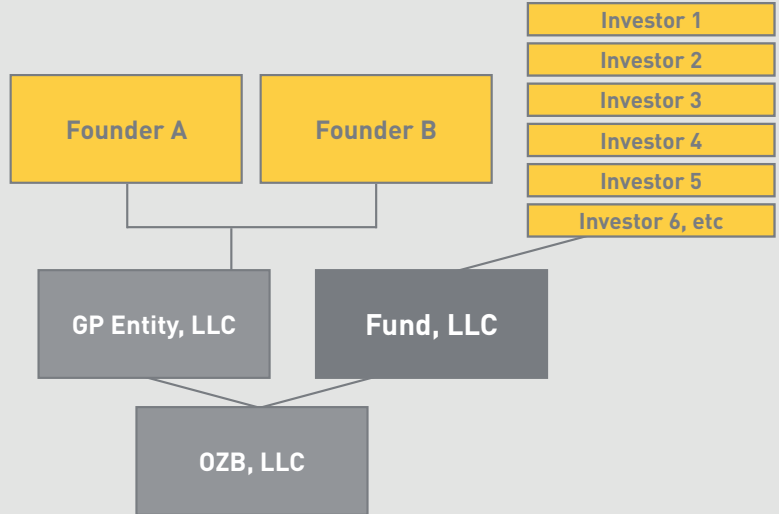 Investor 1
Investor 2
Investor 3
Investor 4
Investor 5
Investor 6, etc
Founder A
Founder B
GP Entity, LLC
Fund, LLC
OZB, LLC